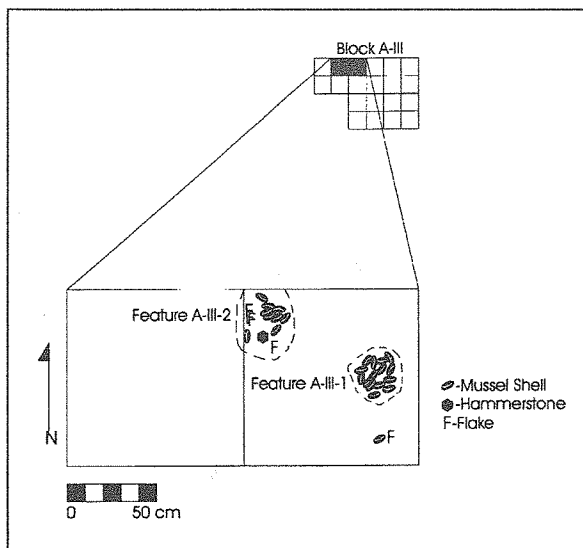 Block A-III
Feature A-III-2
F
F
F
Feature A-III-1
-Mussel Shell
-Hammerstone
F-Flake
N
F
0 50 cm